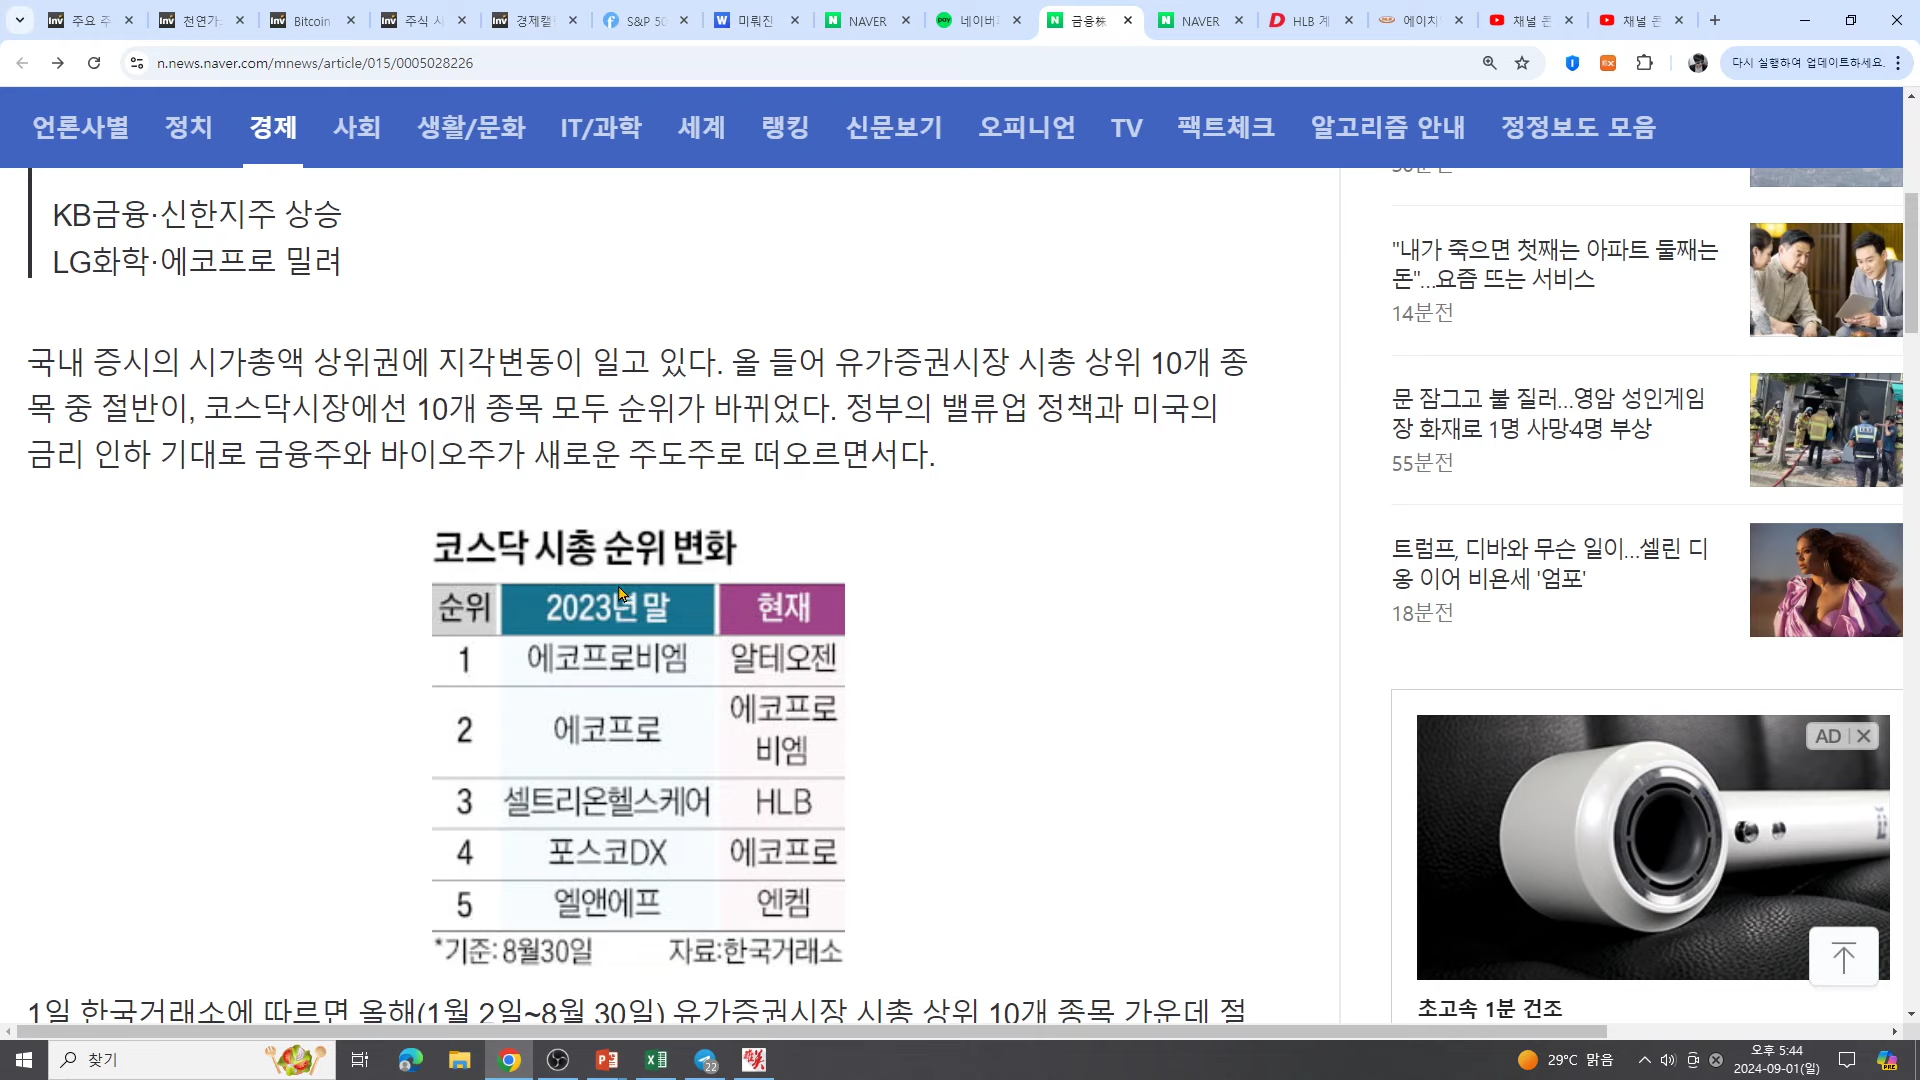 주요 주
천연가
Bitcoin
주식 시
경제캘
S&P 50
미뤄진
NAVER
네이버
금융株
NAVER
HLB 계
에이치
채널 콘
채널 콘
n.news.naver.com/mnews/article/015/0005028226
다시 실행하여 업데이트하세요.
언론사별 정치 경제 사회 생활/문화 IT/과학 세계 랭킹 신문보기 오피니언 TV 팩트체크 알고리즘 안내 정정보도 모음
KB금융·신한지주 상승
LG화학·에코프로 밀려
국내 증시의 시가총액 상위권에 지각변동이 일고 있다. 올 들어 유가증권시장 시총 상위 10개 종
목 중 절반이, 코스닥시장에선 10개 종목 모두 순위가 바뀌었다. 정부의 밸류업 정책과 미국의
금리 인하 기대로 금융주와 바이오주가 새로운 주도주로 떠오르면서다.
코스닥 시총 순위 변화
순위 2023년 말 현재
1 에코프로비엠 알테오젠
2 에코프로 에코프로
비엠
3 셀트리온헬스케어 HLB
4 포스코DX 에코프로
5 엘앤에프 엔켐
*기준: 8월30일 자료:한국거래소
1일 한국거래소에 따르면 올해(1월 2일~8월 30일) 유가증권시장 시총 상위 10개 종목 가운데 절
"내가 죽으면 첫째는 아파트 둘째는
돈"...요즘 뜨는 서비스
14분전
문 잠그고 불 질러...영암 성인게임
장 화재로 1명 사망·4명 부상
55분전
트럼프, 디바와 무슨 일이...셀린 디
옹 이어 비욘세 '엄포'
18분전
AD
초고속 1분 건조
찾기
22
29°C 맑음
오후 5:44
2024-09-01(일)